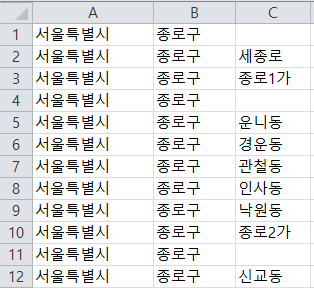 A B C
1 서울특별시 종로구
2 서울특별시 종로구 세종로
3 서울특별시 종로구 종로1가
4 서울특별시 종로구
5 서울특별시 종로구 운니동
6 서울특별시 종로구 경운동
7 서울특별시 종로구 관철동
8 서울특별시 종로구 인사동
9 서울특별시 종로구 낙원동
10 서울특별시 종로구 종로2가
11 서울특별시 종로구
12 서울특별시 종로구 신교동